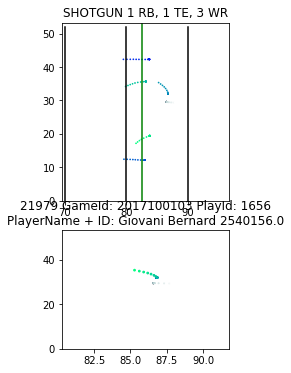 SHOTGUN 1 RB, 1 TE, 3 WR
50
40
30
20
10
0
70 80 90
21979 GameId: 2017100103 PlayId: 1656
PlayerName + ID: Giovani Bernard 2540156.0
40
20
0
82.5 85.0 87.5 90.0